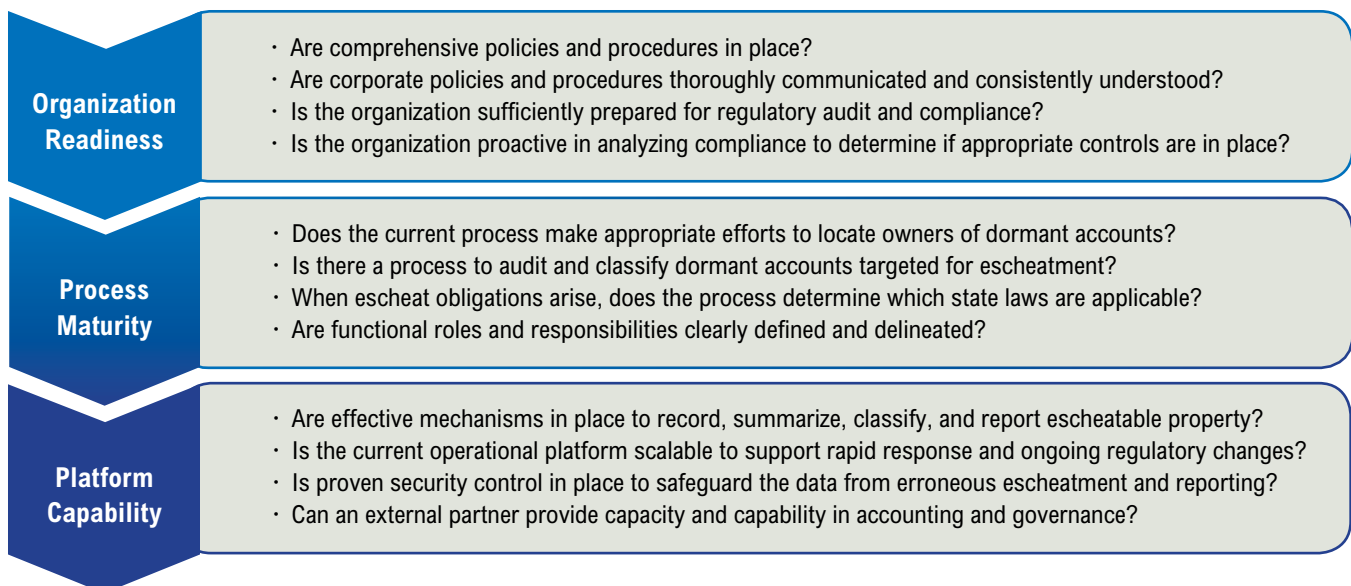 Organization
Readiness
· Are comprehensive policies and procedures in place?
· Are corporate policies and procedures thoroughly communicated and consistently understood?
· Is the organization sufficiently prepared for regulatory audit and compliance?
· Is the organization proactive in analyzing compliance to determine if appropriate controls are in place?
Process
Maturity
· Does the current process make appropriate efforts to locate owners of dormant accounts?
· Is there a process to audit and classify dormant accounts targeted for escheatment?
· When escheat obligations arise, does the process determine which state laws are applicable?
· Are functional roles and responsibilities clearly defined and delineated?
Platform
Capability
· Are effective mechanisms in place to record, summarize, classify, and report escheatable property?
· Is the current operational platform scalable to support rapid response and ongoing regulatory changes?
· Is proven security control in place to safeguard the data from erroneous escheatment and reporting?
· Can an external partner provide capacity and capability in accounting and governance?